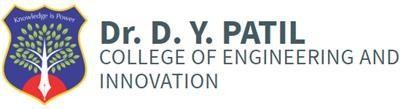 Knowledge is Power
Dr. D. Y. PATIL
COLLEGE OF ENGINEERING AND
INNOVATION